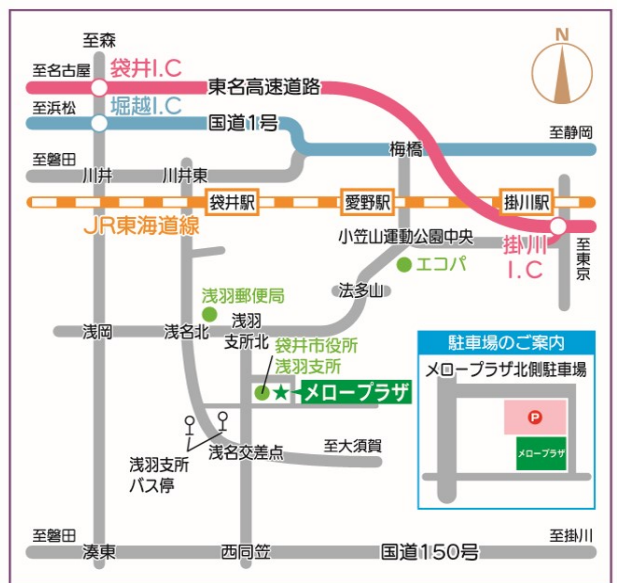 至森
N
至名古屋
袋井I.C
東名高速道路
至浜松
堀越I.C
国道1号
至静岡
至磐田
川井
川井東
梅橋
袋井駅
愛野駅
掛川駅
JR東海道線
小笠山運動公園中央
掛川
I.C
至東京
エコパ
法多山
浅羽郵便局
浅岡
浅名北
浅羽
支所北
袋井市役所
浅羽支所
メロープラザ
浅羽支所
バス停
浅名交差点
至大須賀
駐車場のご案内
メロープラザ北側駐車場
P
メロープラザ
至磐田
至掛川
湊東
西同笠
国道150号